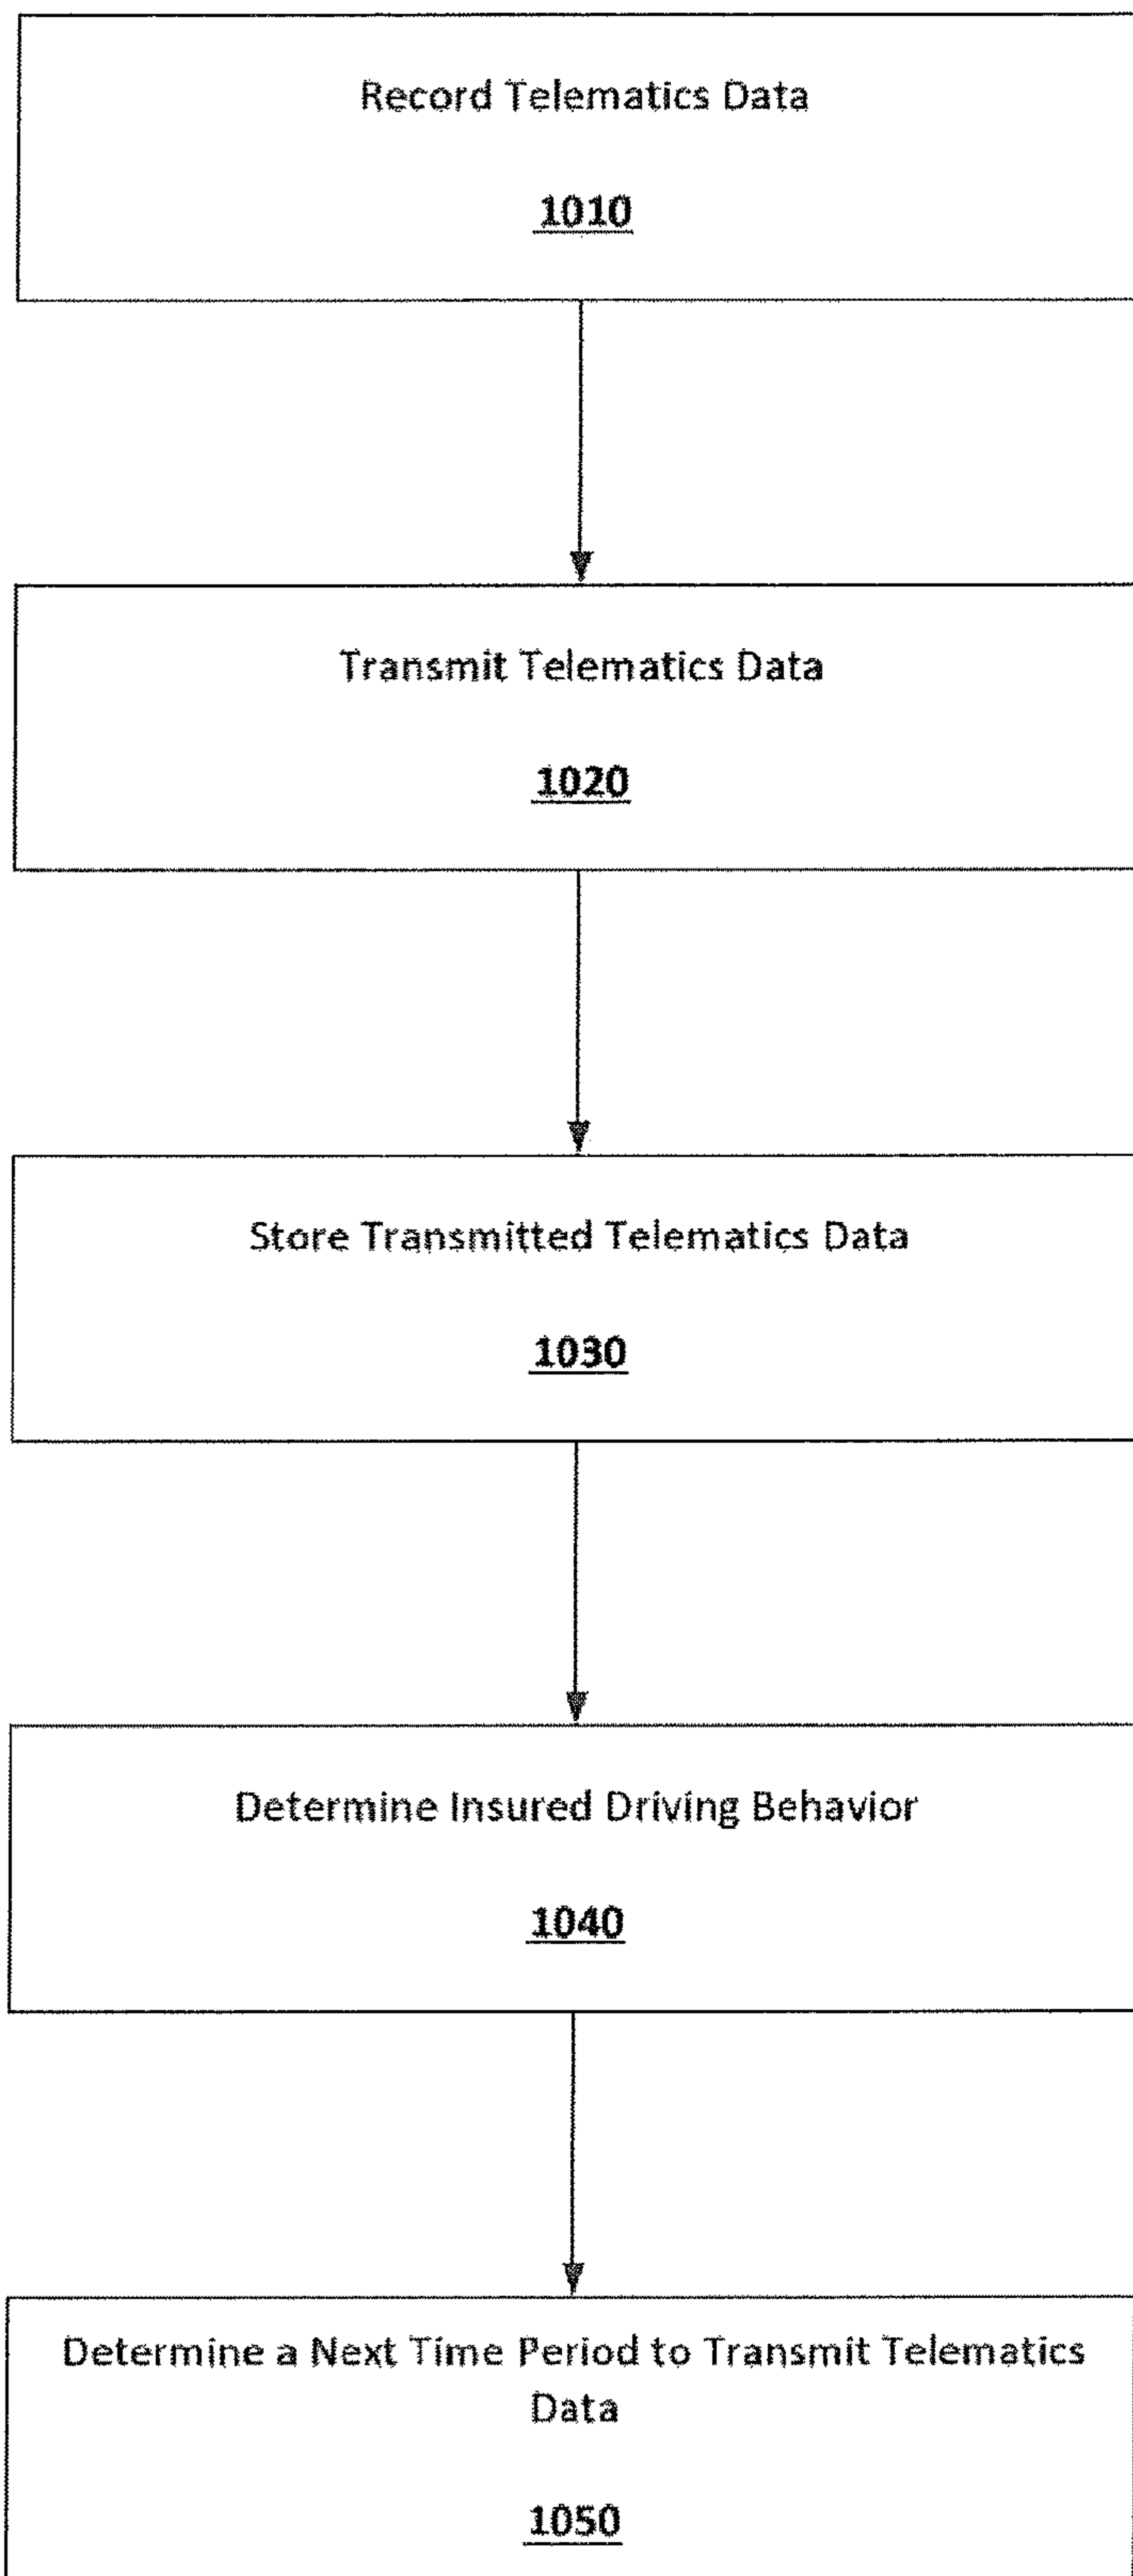 Record Telematics Data
1010
Transmit Telematics Data
1020
Store Transmitted Telematics Data
1030
Determine Insured Driving Behavior
1040
Determine a Next Time Period to Transmit Telematics
Data
1050